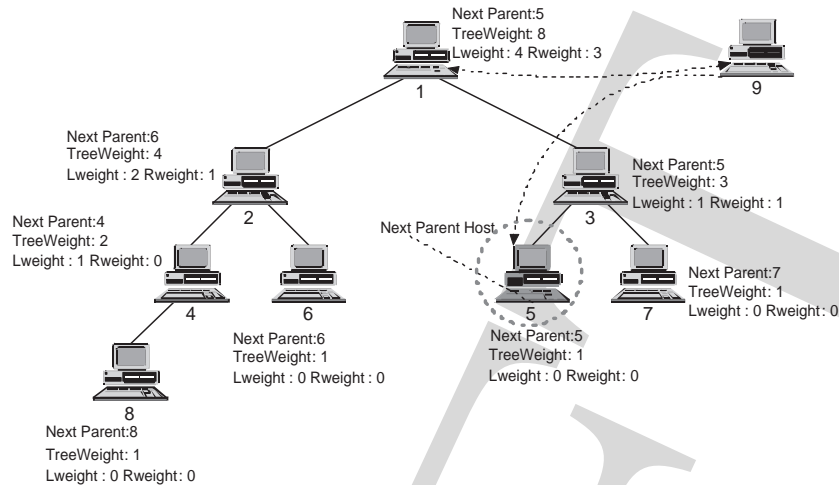 Next Parent:5
TreeWeight: 8
Lweight : 4 Rweight : 3
1
9
Next Parent:6
TreeWeight: 4
Lweight : 2 Rweight: 1
2
Next Parent:5
TreeWeight: 3
Lweight : 1 Rweight : 1
3
Next Parent:4
TreeWeight: 2
Lweight : 1 Rweight: 0
4
6
Next Parent Host
5
7
Next Parent:7
TreeWeight: 1
Lweight : 0 Rweight: 0
Next Parent:6
TreeWeight: 1
Lweight : 0 Rweight: 0
Next Parent:5
TreeWeight: 1
Lweight : 0 Rweight: 0
8
Next Parent:8
TreeWeight: 1
Lweight : 0 Rweight: 0